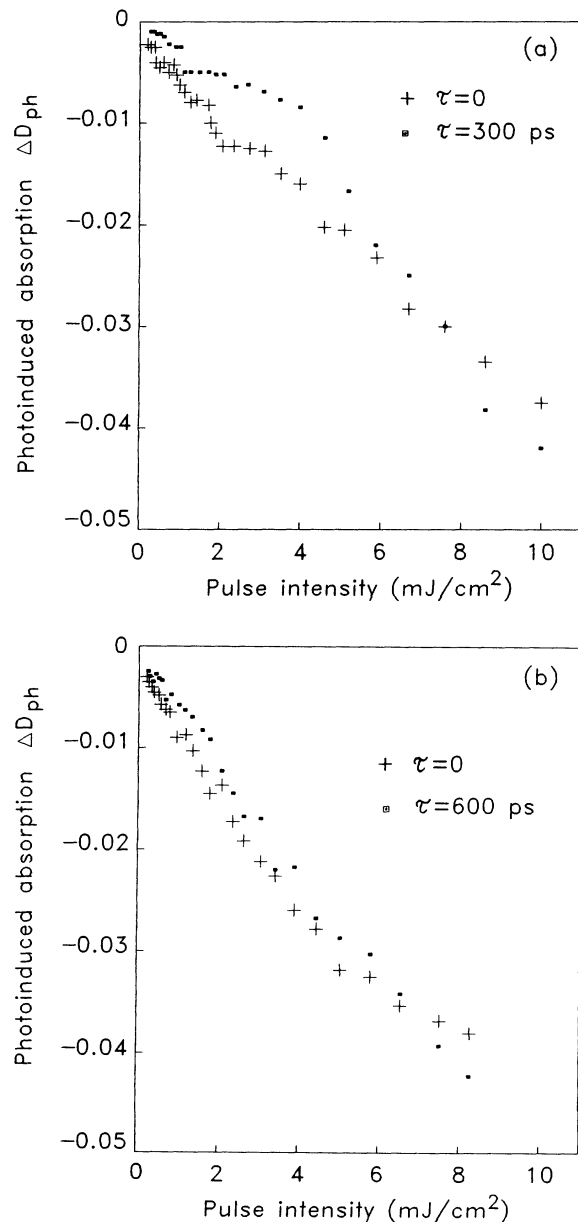 0
(a)
+ τ=0
τ=300 ps
-0.01
-0.02
-0.03
-0.04
-0.05
Photoinduced absorption ΔDph
0 2 4 6 8 10
Pulse intensity (mJ/cm²)
0
(b)
+ τ=0
τ=600 ps
-0.01
-0.02
-0.03
-0.04
-0.05
Photoinduced absorption ΔDph
0 2 4 6 8 10
Pulse intensity (mJ/cm²)